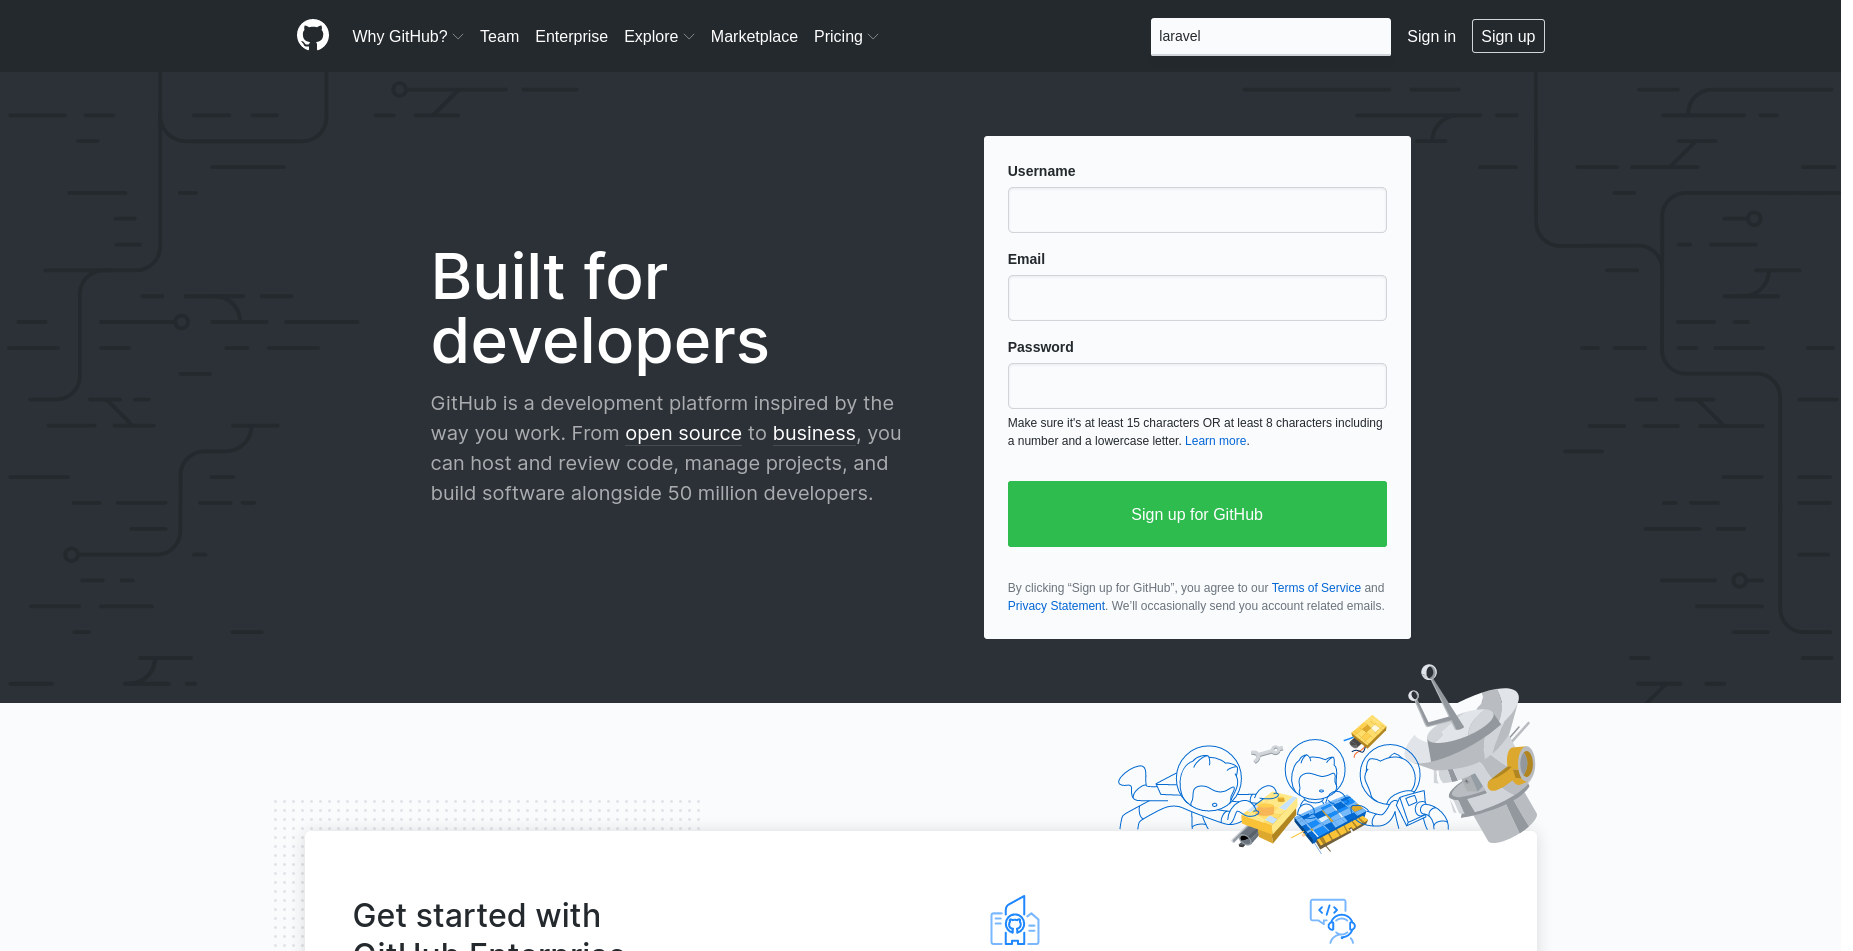 Why GitHub? Team Enterprise Explore Marketplace Pricing laravel Sign in Sign up
Built for
developers
GitHub is a development platform inspired by the
way you work. From open source to business, you
can host and review code, manage projects, and
build software alongside 50 million developers.
Username
Email
Password
Make sure it's at least 15 characters OR at least 8 characters including
a number and a lowercase letter. Learn more.
Sign up for GitHub
By clicking “Sign up for GitHub”, you agree to our Terms of Service and
Privacy Statement. We’ll occasionally send you account related emails.
Get started with
GitHub Enterprise